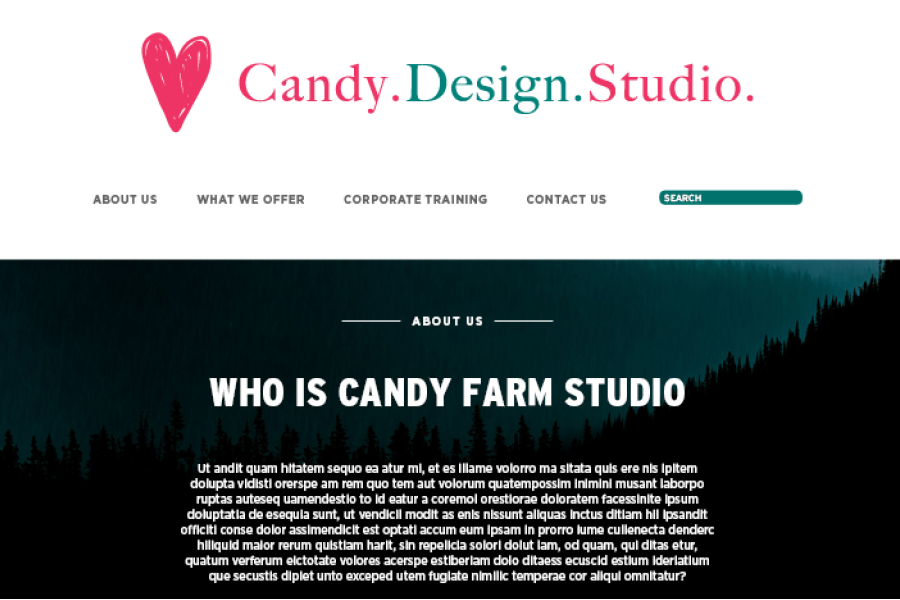 Candy.Design.Studio.
ABOUT US WHAT WE OFFER CORPORATE TRAINING CONTACT US SEARCH
ABOUT US
WHO IS CANDY FARM STUDIO
Ut andit quam hitatem sequo ea atur mi, et es illame volorro ma sitata quis ere nis ipitem
dolupta vidisti orerspe am rem quo tem aut volorum quatempossim inimini musant laborpo
ruptas auteseq uamendestio to id eatur a coremol orestiorae doloratem facessinite ipsum
doluptatia de esequia sunt, ut vendicil modit as enis nissunt aliquas inctus ditiam hil ipsandit
officiti conse dolor assimendicit est optati accum eum ipsam in prorro iume cullenecta denderc
hiliquid maior rerum quistiam harit, sin repelicia solori dolut lam, od quam, qui ditas etur,
quatum verferum eictotate volores acerspe estiberiam dolo ditaess ecuscid estium ideriatium
que secustis diplet unto exceped utem fugiate nimilic temperae cor aliqui omnitatur?